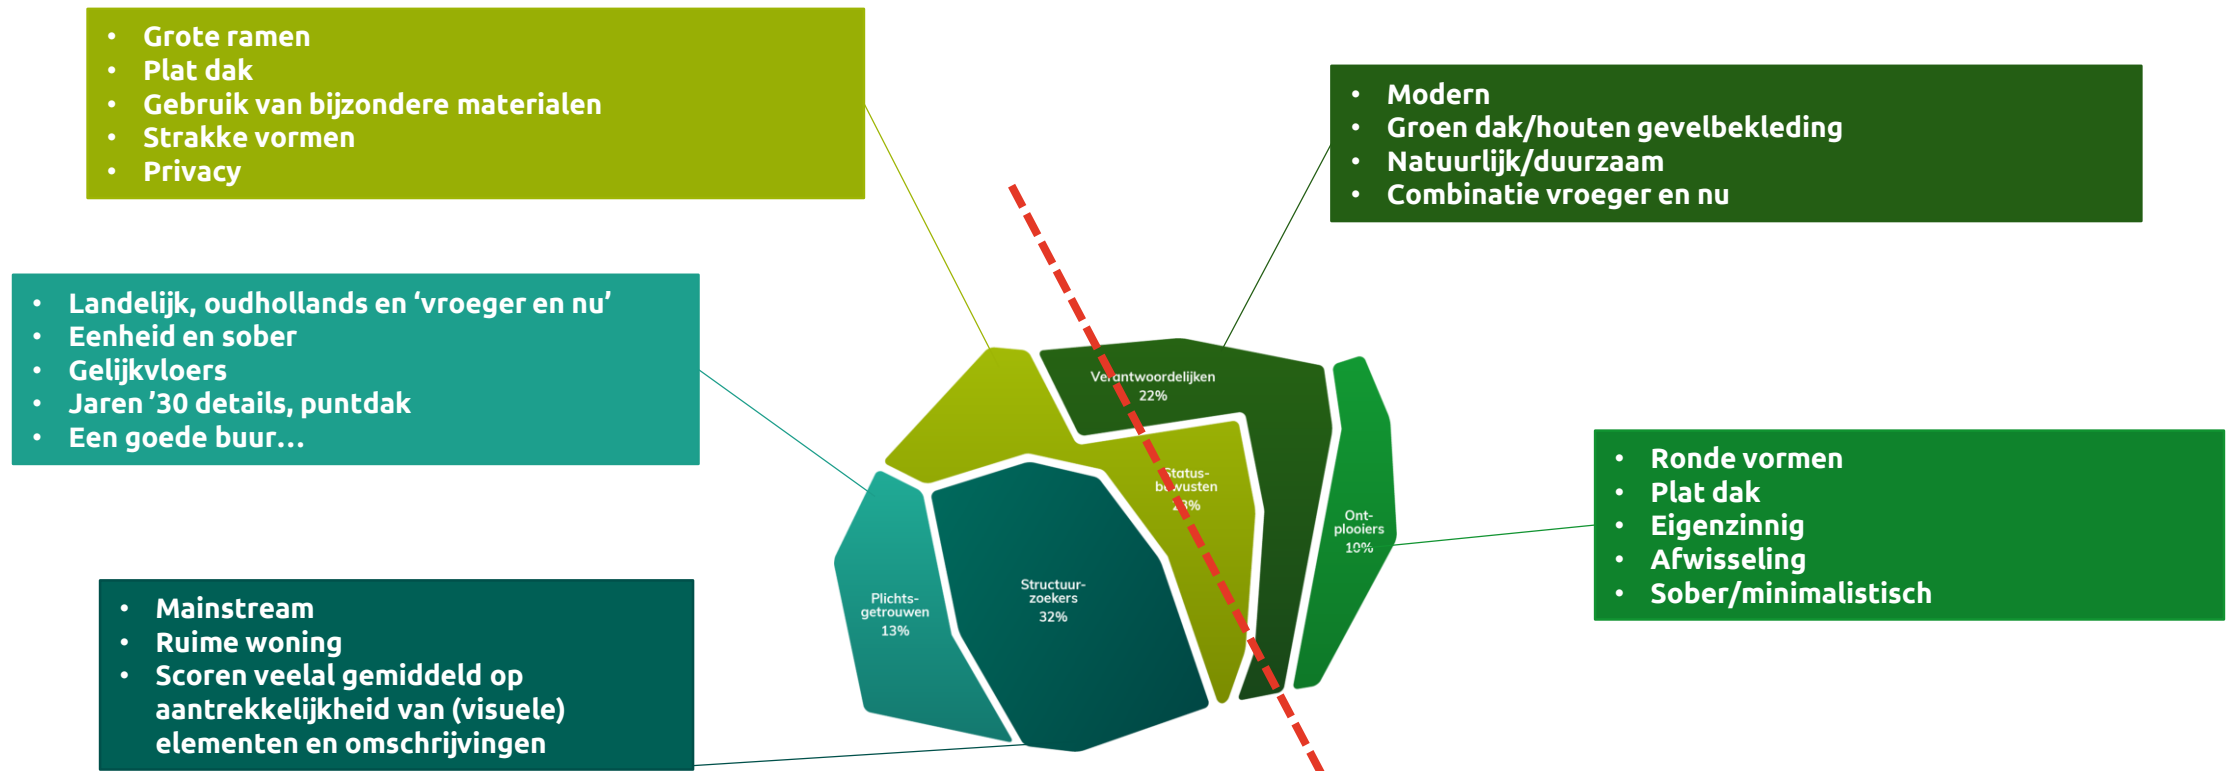 • Grote ramen
• Plat dak
• Gebruik van bijzondere materialen
• Strakke vormen
• Privacy
• Modern
• Groen dak/houten gevelbekleding
• Natuurlijk/duurzaam
• Combinatie vroeger en nu
• Landelijk, oudhollands en ‘vroeger en nu’
• Eenheid en sober
• Gelijkvloers
• Jaren ’30 details, puntdak
• Een goede buur…
• Ronde vormen
• Plat dak
• Eigenzinnig
• Afwisseling
• Sober/minimalistisch
• Mainstream
• Ruime woning
• Scoren veelal gemiddeld op
aantrekkelijkheid van (visuele)
elementen en omschrijvingen
Verantwoordelijken
22%
Status-
bewusten
Ont-
plooiers
10%
Structuur-
zoekers
32%
Plichts-
getrouwen
13%